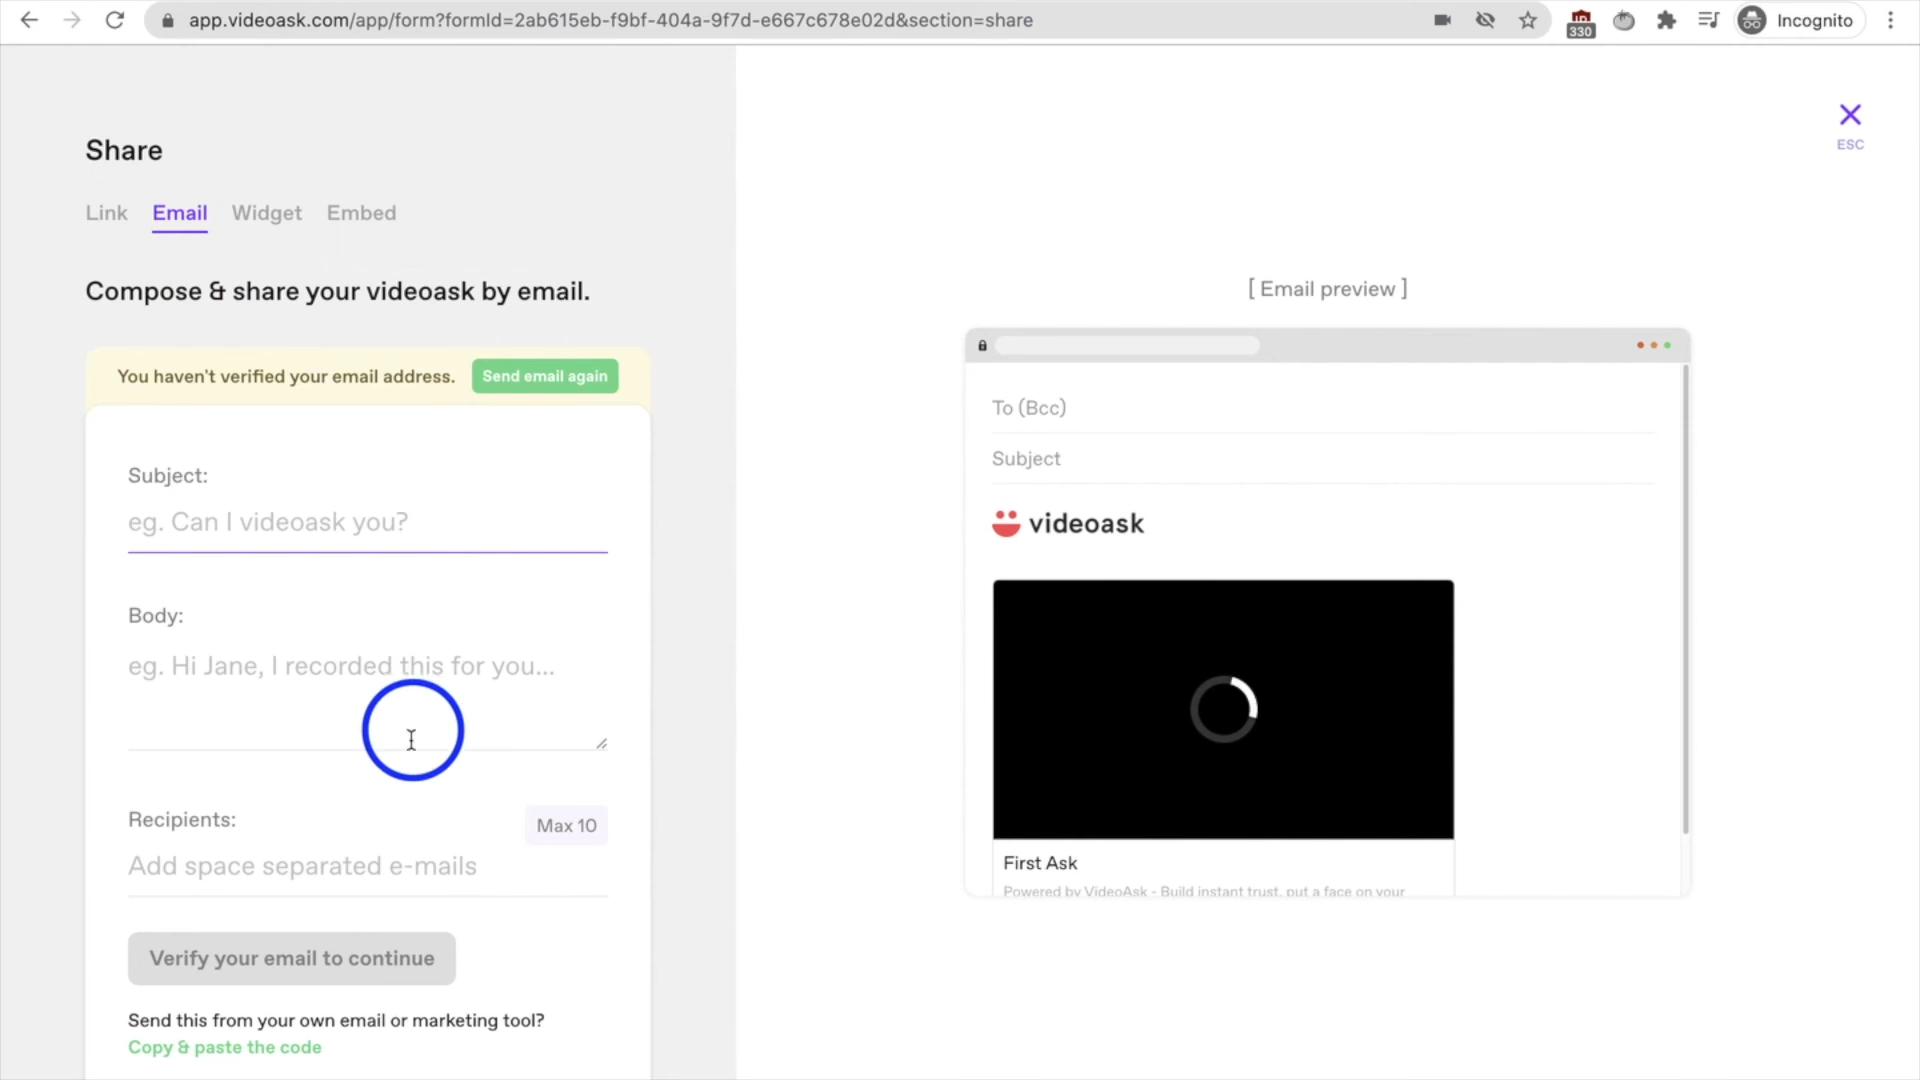 app.videoask.com/app/form?formId=2ab615eb-f9bf-404a-9f7d-e667c678e02d&section=share
330
Incognito
Share
Link Email Widget Embed
Compose & share your videoask by email.
You haven't verified your email address. Send email again
Subject:
eg. Can I videoask you?
Body:
eg. Hi Jane, I recorded this for you...
Recipients:
Max 10
Add space separated e-mails
Verify your email to continue
Send this from your own email or marketing tool?
Copy & paste the code
ESC
[ Email preview ]
To (Bcc)
Subject
videoask
First Ask
Powered by VideoAsk - Build instant trust, put a face on your